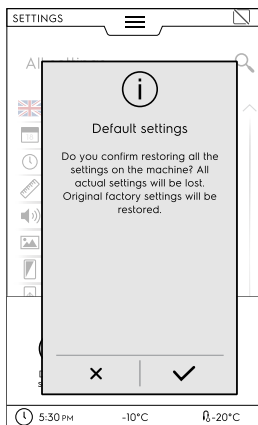 SETTINGS
Default settings
Do you confirm restoring all the
settings on the machine? All
actual settings will be lost.
Original factory settings will be
restored.
5:30 PM -10°C -20°C